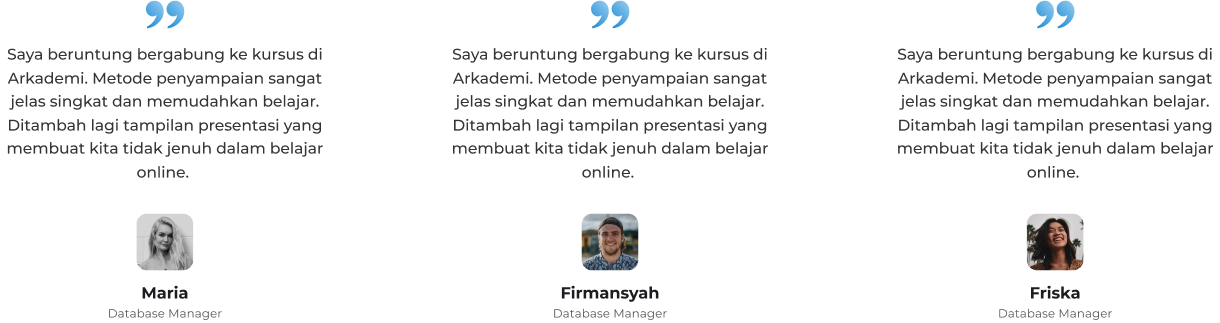 Saya beruntung bergabung ke kursus di
Arkademi. Metode penyampaian sangat
jelas singkat dan memudahkan belajar.
Ditambah lagi tampilan presentasi yang
membuat kita tidak jenuh dalam belajar
online.
Maria
Database Manager
Saya beruntung bergabung ke kursus di
Arkademi. Metode penyampaian sangat
jelas singkat dan memudahkan belajar.
Ditambah lagi tampilan presentasi yang
membuat kita tidak jenuh dalam belajar
online.
Firmansyah
Database Manager
Saya beruntung bergabung ke kursus di
Arkademi. Metode penyampaian sangat
jelas singkat dan memudahkan belajar.
Ditambah lagi tampilan presentasi yang
membuat kita tidak jenuh dalam belajar
online.
Friska
Database Manager